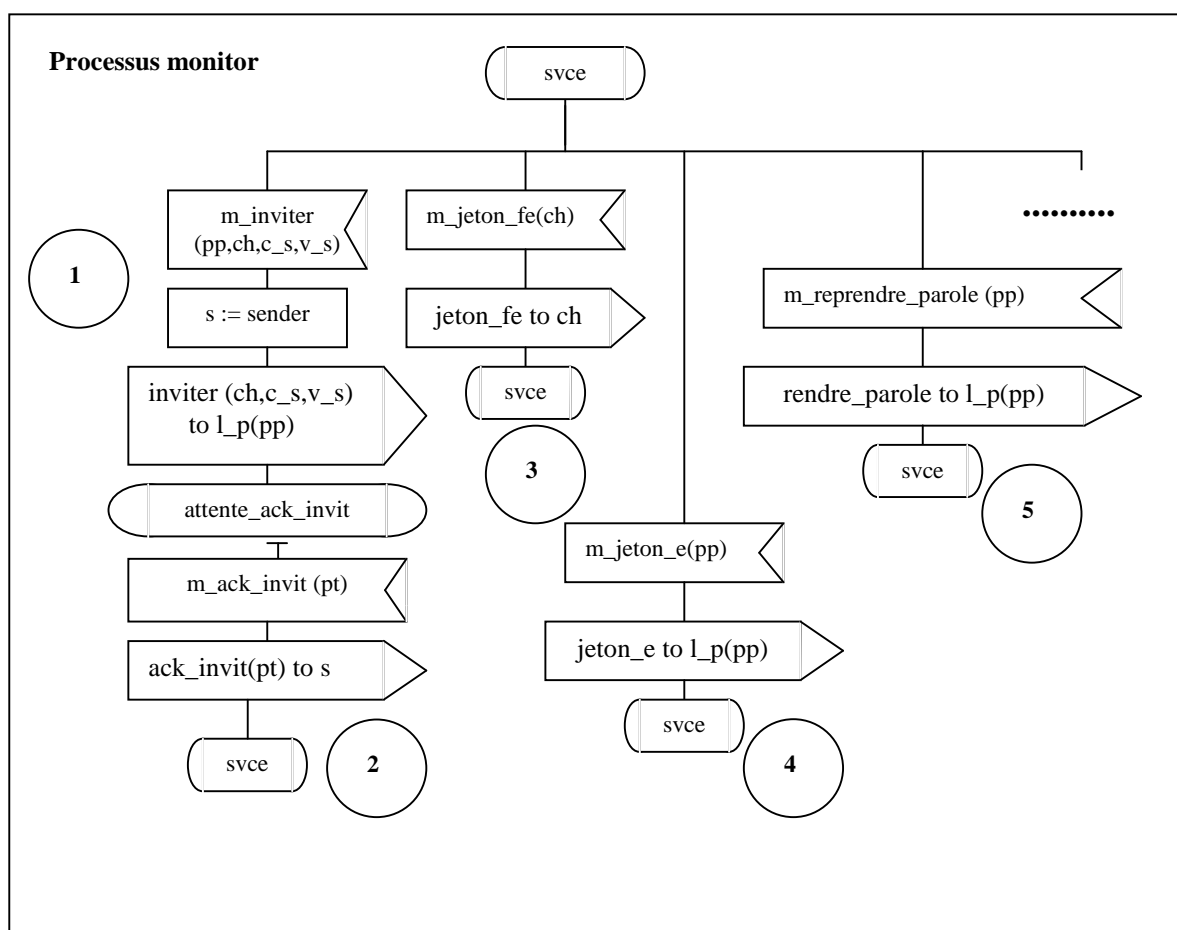 Processus monitor
svce
m_inviter
(pp,ch,c_s,v_s)
1
s := sender
inviter (ch,c_s,v_s)
to l_p(pp)
attente_ack_invit
m_ack_invit (pt)
ack_invit(pt) to s
svce
2
m_jeton_fe(ch)
jeton_fe to ch
svce
3
m_jeton_e(pp)
jeton_e to l_p(pp)
svce
4
..........
m_reprendre_parole (pp)
rendre_parole to l_p(pp)
svce
5